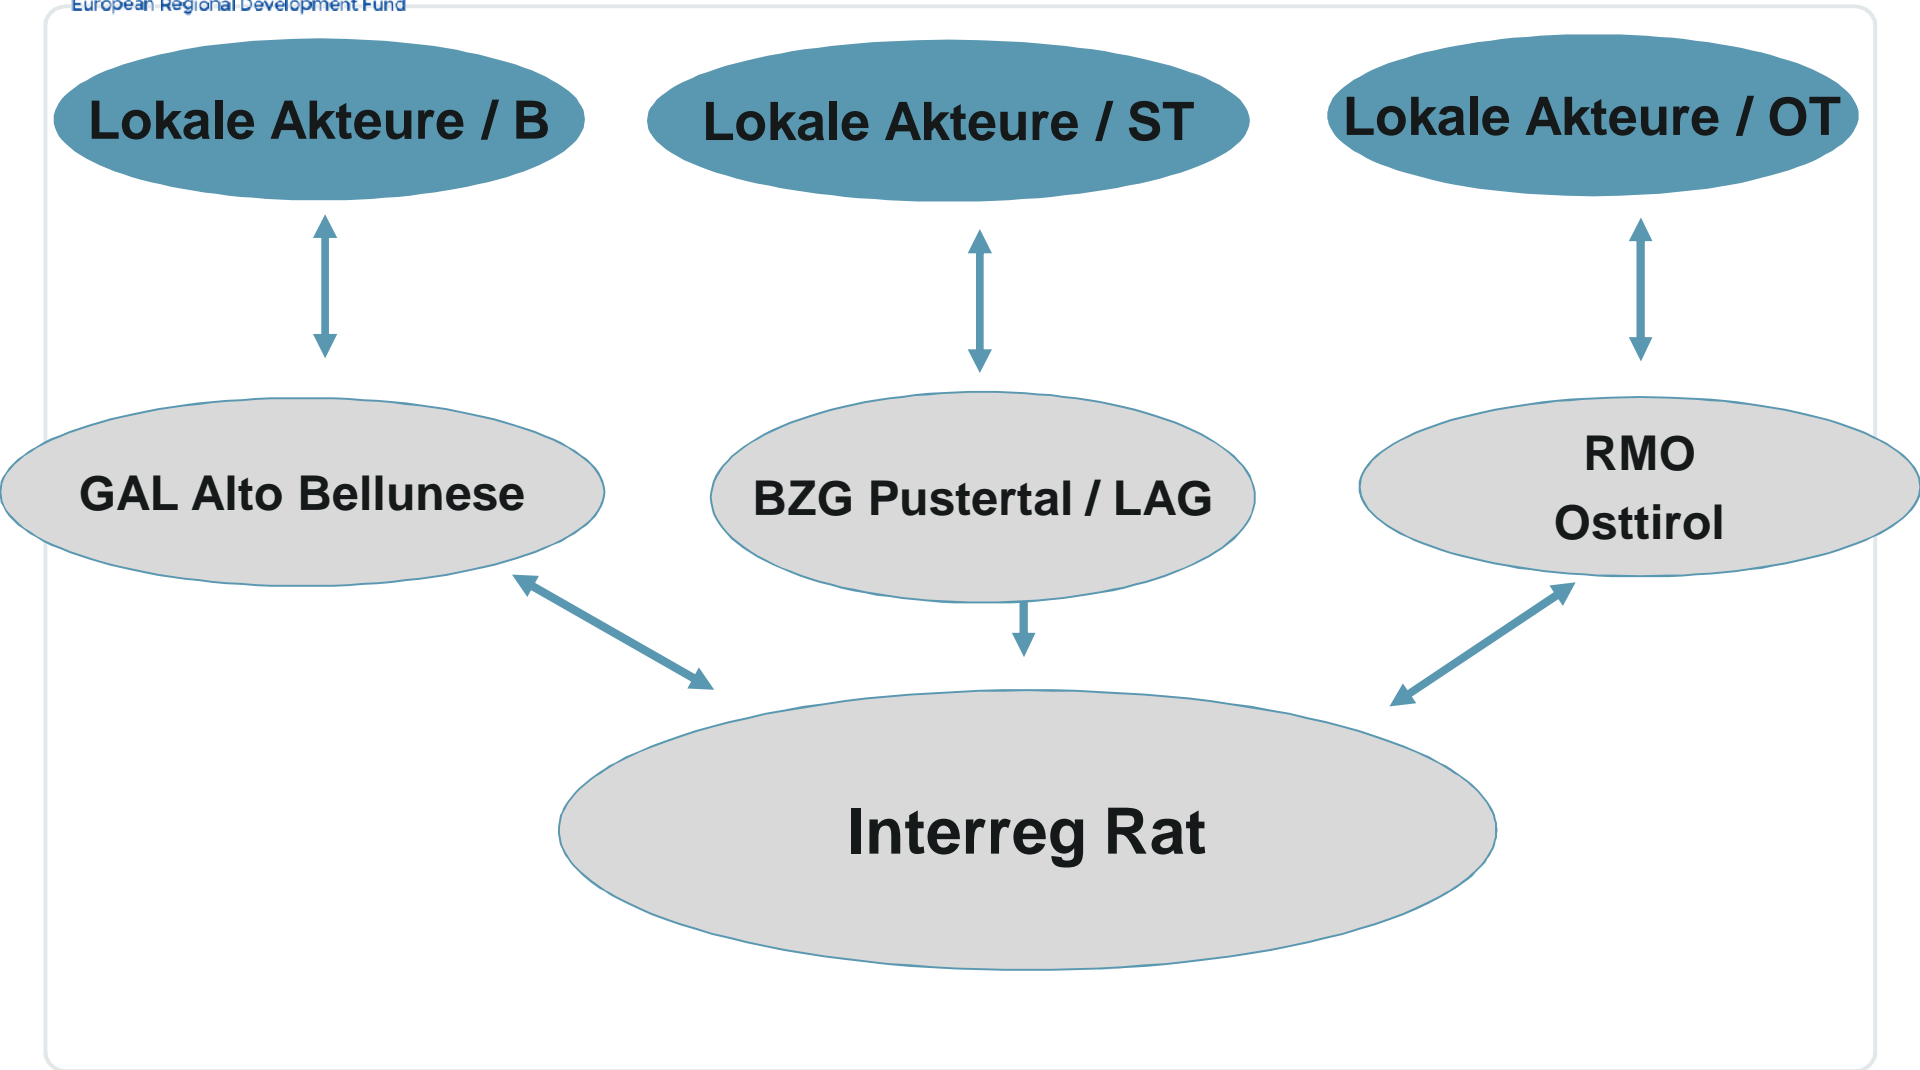 European Regional Development Fund
Lokale Akteure / B
Lokale Akteure / ST
Lokale Akteure / OT
GAL Alto Bellunese
BZG Pustertal / LAG
RMO
Osttirol
Interreg Rat